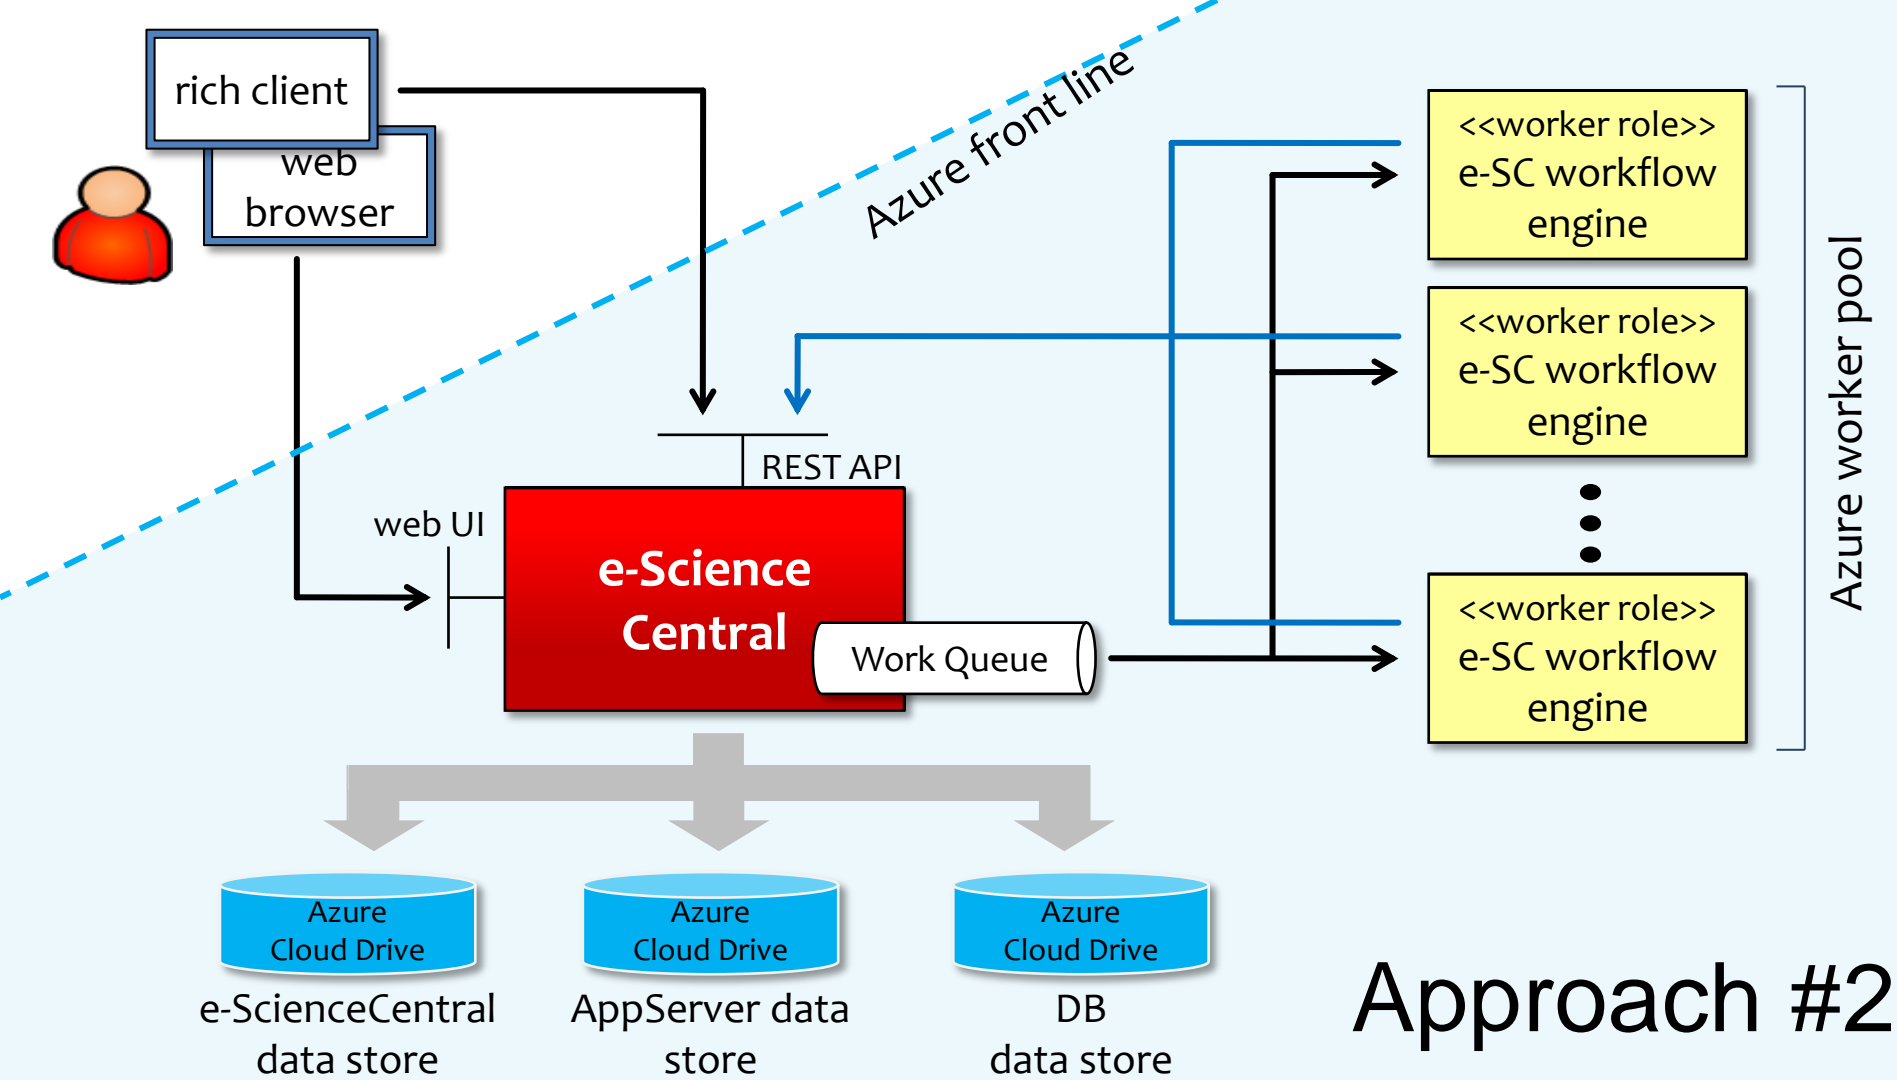 rich client
web
browser
Azure front line
<<worker role>>
e-SC workflow
engine
<<worker role>>
e-SC workflow
engine
<<worker role>>
e-SC workflow
engine
Azure worker pool
REST API
web UI
e-Science
Central
Work Queue
Azure
Cloud Drive
e-ScienceCentral
data store
Azure
Cloud Drive
AppServer data
store
Azure
Cloud Drive
DB
data store
Approach #2